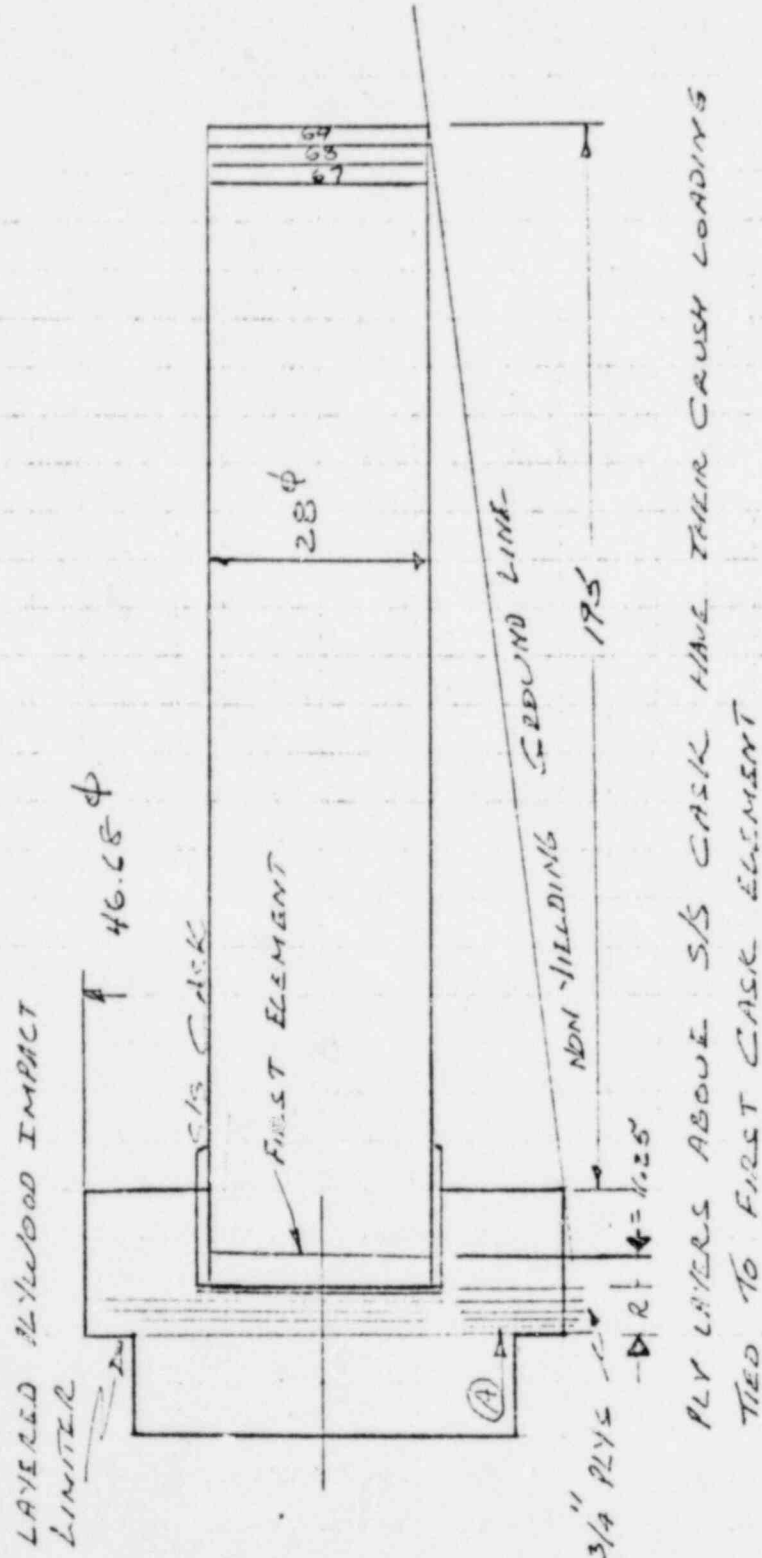 LAYERED PLYWOOD IMPACT
LIMITER
46.65 φ
S/S CASK
FIRST ELEMENT
28 φ
69
68
67
NON YIELDING GROUND LINE
195
A
3/4" PLYS
R
PLY LAYERS ABOVE S/S CASK HAVE THEIR CRUSH LOADING
TIED TO FIRST CASK ELEMENT